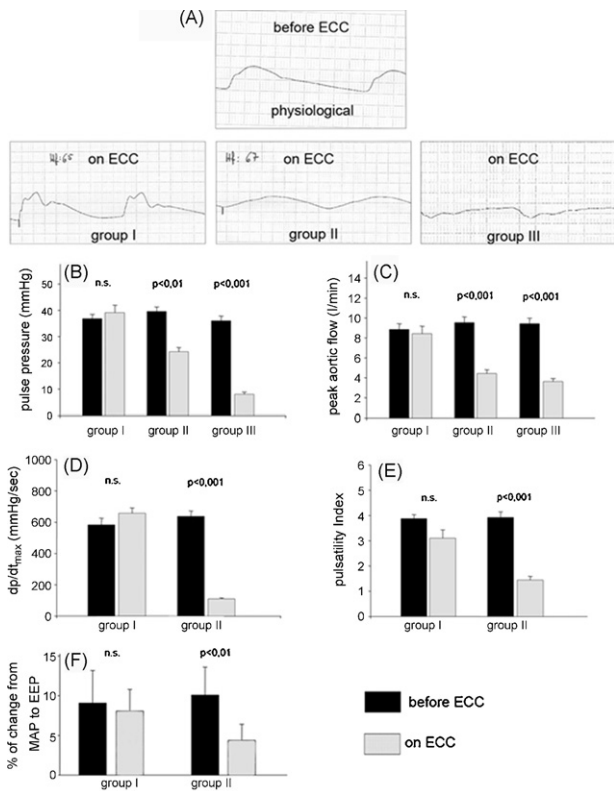 (A)
before ECC
physiological
Hf: 65 on ECC
group I
Hf: 67 on ECC
group II
on ECC
group III
(B)
n.s. p<0,01 p<0,001
pulse pressure (mmHg)
50
40
30
20
10
0
group I group II group III
(C)
n.s. p<0,001 p<0,001
peak aortic flow (l/min)
14
12
10
8
6
4
2
0
group I group II group III
(D)
n.s. p<0,001
dp/dtmax (mmHg/sec)
1000
800
600
400
200
0
group I group II
(E)
n.s. p<0,001
pulsatility Index
6
5
4
3
2
1
0
group I group II
(F)
n.s. p<0,01
% of change from
MAP to EEP
15
10
5
0
group I group II
before ECC
on ECC